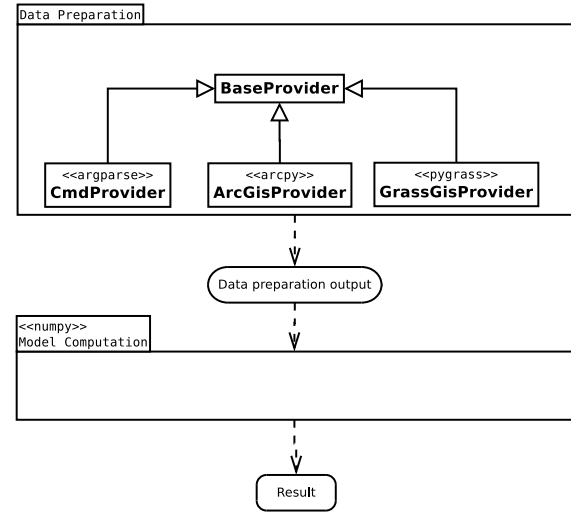 Data Preparation
BaseProvider
<<argparse>>
CmdProvider
<<arcpy>>
ArcGisProvider
<<pygrass>>
GrassGisProvider
Data preparation output
<<numpy>>
Model Computation
Result